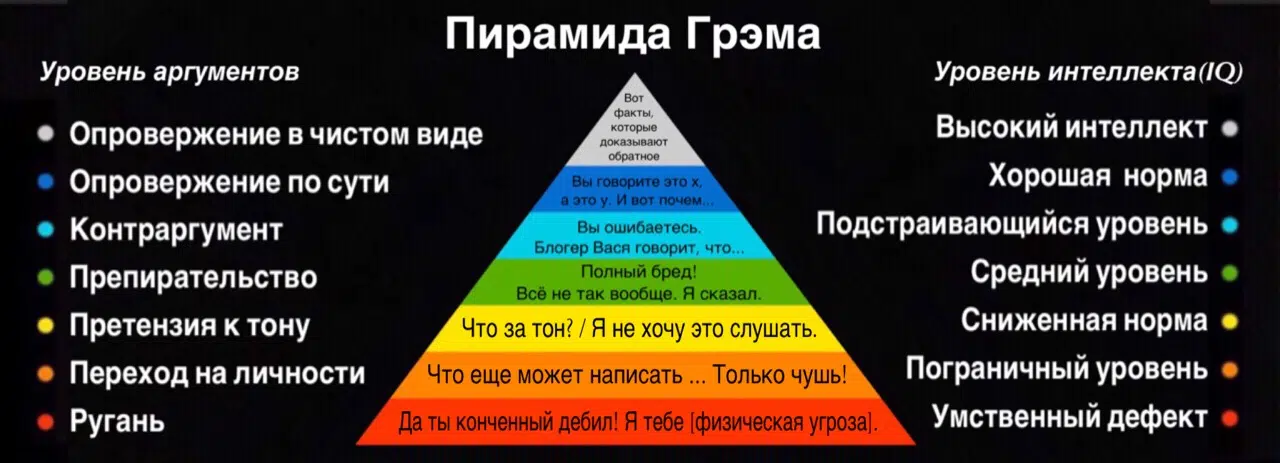 Пирамида Грэма
Уровень аргументов
Опровержение в чистом виде
Опровержение по сути
Контраргумент
Препирательство
Претензия к тону
Переход на личности
Ругань
Вот
факты,
которые
доказывают
обратное
Вы говорите это х,
а это у. И вот почем...
Вы ошибаетесь.
Блогер Вася говорит, что...
Полный бред!
Всё не так вообще. Я сказал.
Что за тон? / Я не хочу это слушать.
Что еще может написать ... Только чушь!
Да ты конченный дебил! Я тебе [физическая угроза].
Уровень интеллекта(IQ)
Высокий интеллект
Хорошая норма
Подстраивающийся уровень
Средний уровень
Сниженная норма
Пограничный уровень
Умственный дефект